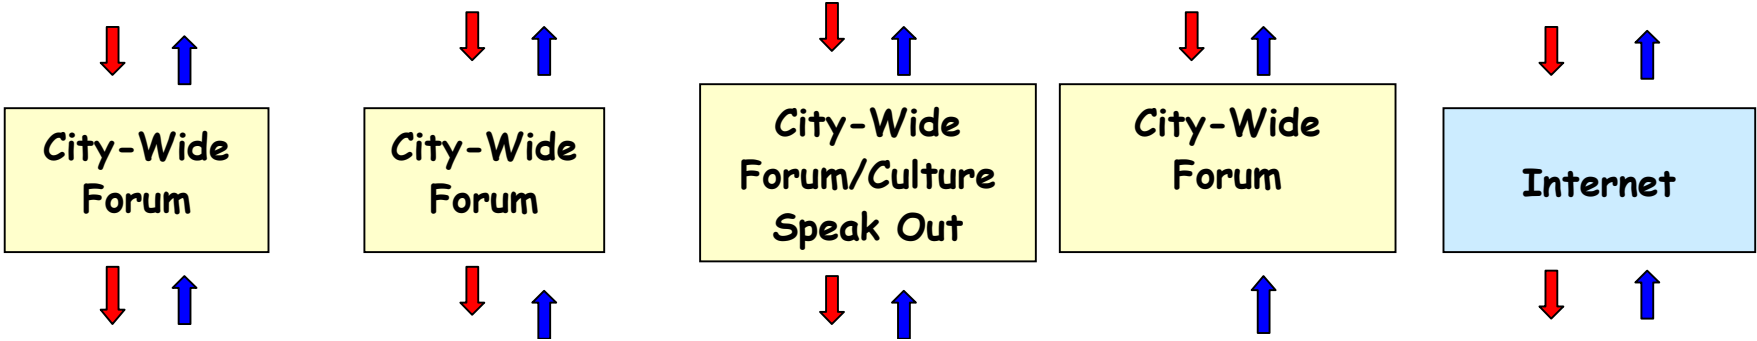 City-Wide
Forum
City-Wide
Forum
City-Wide
Forum/Culture
Speak Out
City-Wide
Forum
Internet